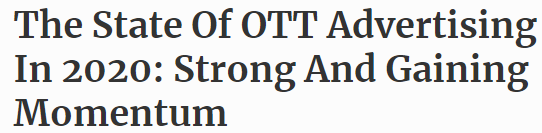 The State Of OTT Advertising
In 2020: Strong And Gaining
Momentum